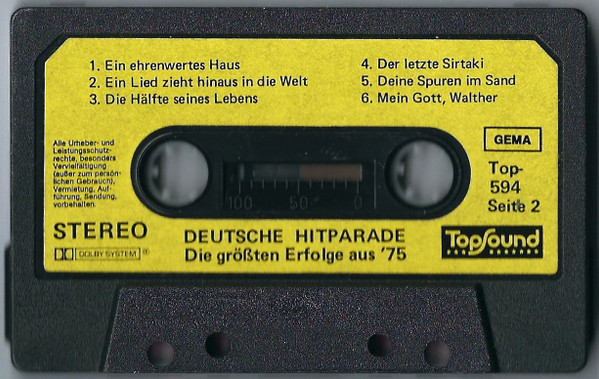 1. Ein ehrenwertes Haus
2. Ein Lied zieht hinaus in die Welt
3. Die Hälfte seines Lebens
4. Der letzte Sirtaki
5. Deine Spuren im Sand
6. Mein Gott, Walther
Alle Urheber- und
Leistungsschutz-
rechte, besonders
Vervielfältigung
(außer zum persön-
lichen Gebrauch),
Vermietung, Auf-
führung, Sendung,
vorbehalten.
100 50 0
GEMA
Top-
594
Seite 2
STEREO
DOLBY SYSTEM ®
DEUTSCHE HITPARADE
Die größten Erfolge aus '75
TopSound